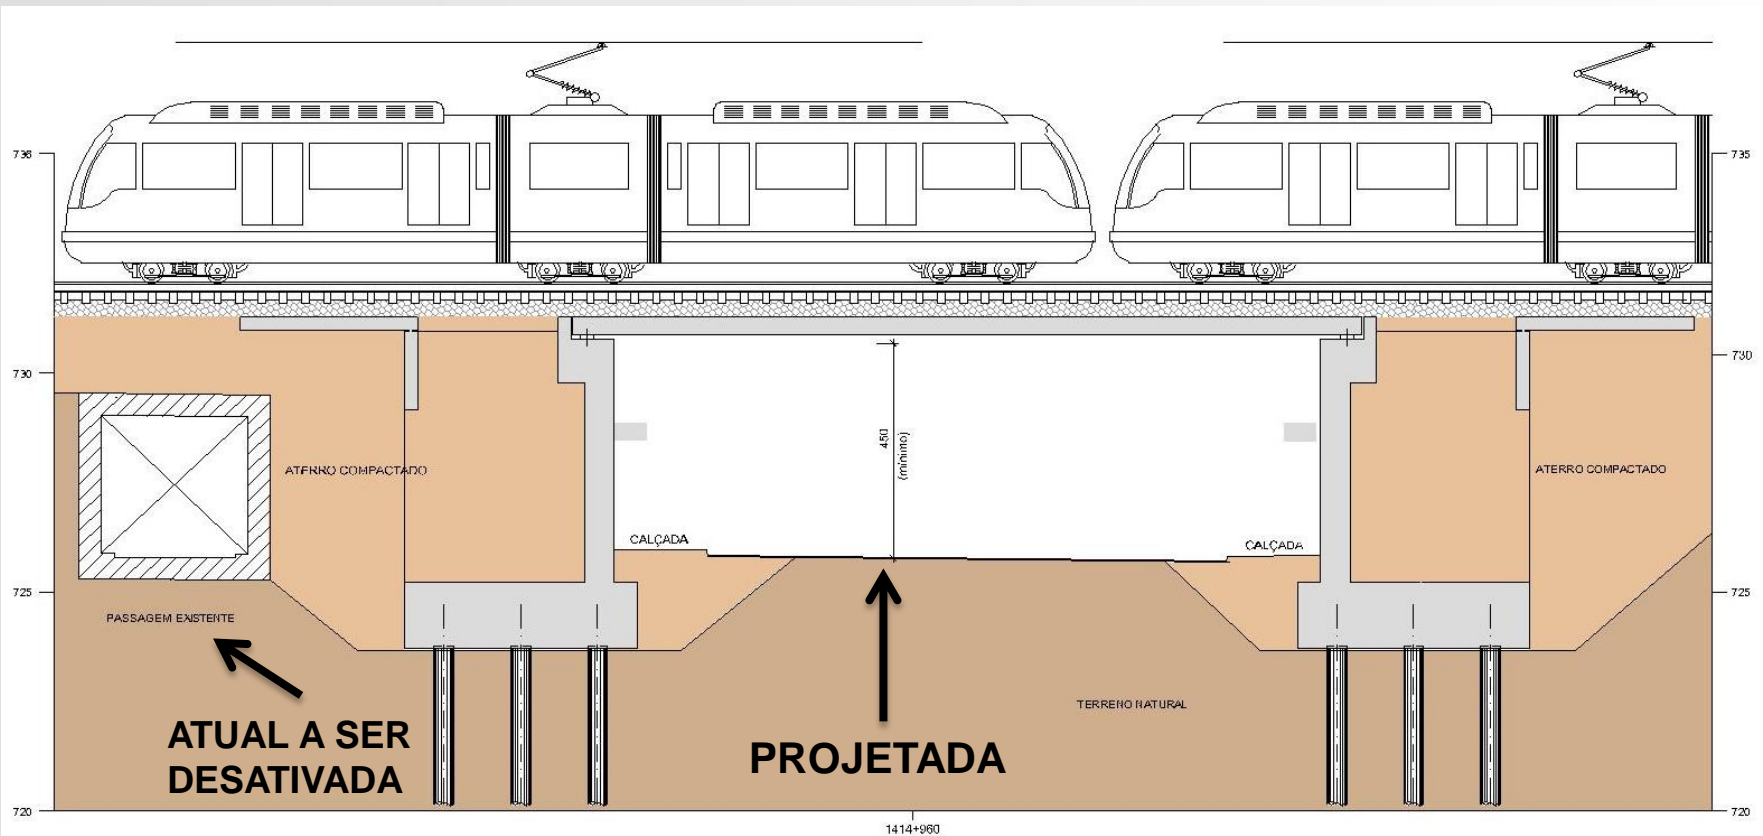 735
735
730
730
450
(mínimo)
ATERRO COMPACTADO
ATERRO COMPACTADO
CALÇADA
CALÇADA
725
725
PASSAGEM EXISTENTE
TERRENO NATURAL
ATUAL A SER
DESATIVADA
PROJETADA
720
720
1414+960